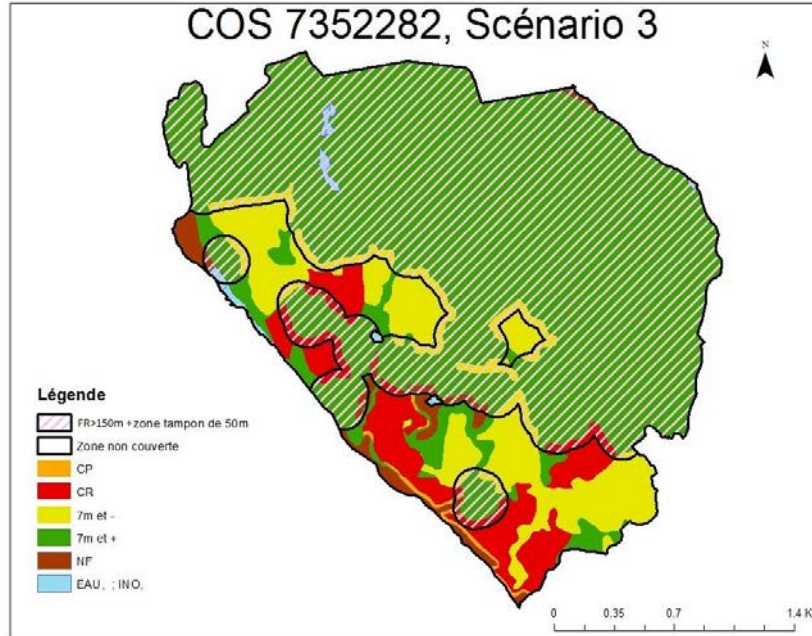 COS 7352282, Scénario 3
N
Légende
FR>150m +zone tampon de 50m
Zone non couverte
CP
CR
7m et -
7m et +
NF
EAU, ; INO,
0 0.35 0.7 1.4 K